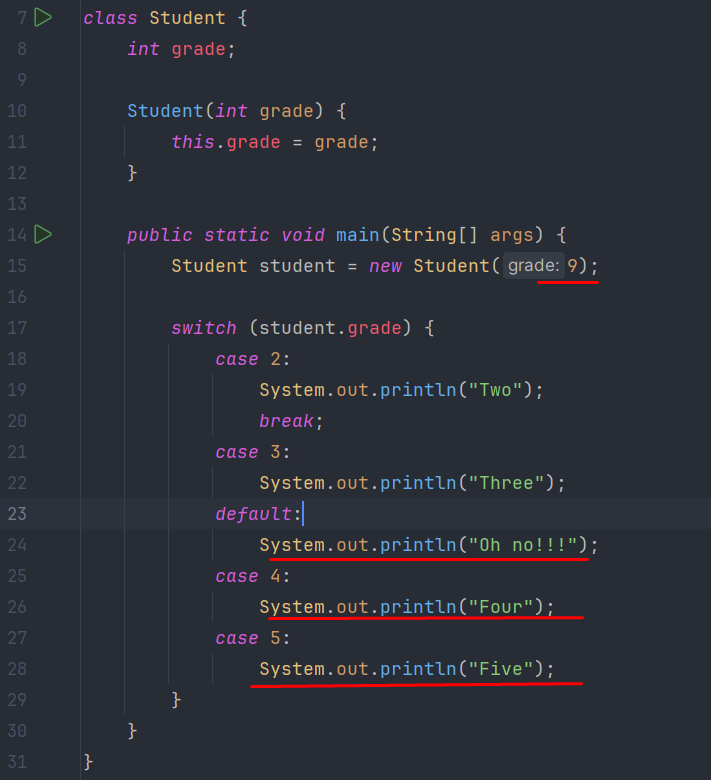 7 class Student {
8     int grade;
9
10     Student(int grade) {
11         this.grade = grade;
12     }
13
14     public static void main(String[] args) {
15         Student student = new Student( grade: 9);
16
17         switch (student.grade) {
18             case 2:
19                 System.out.println("Two");
20                 break;
21             case 3:
22                 System.out.println("Three");
23             default:
24                 System.out.println("Oh no!!!");
25             case 4:
26                 System.out.println("Four");
27             case 5:
28                 System.out.println("Five");
29         }
30     }
31 }